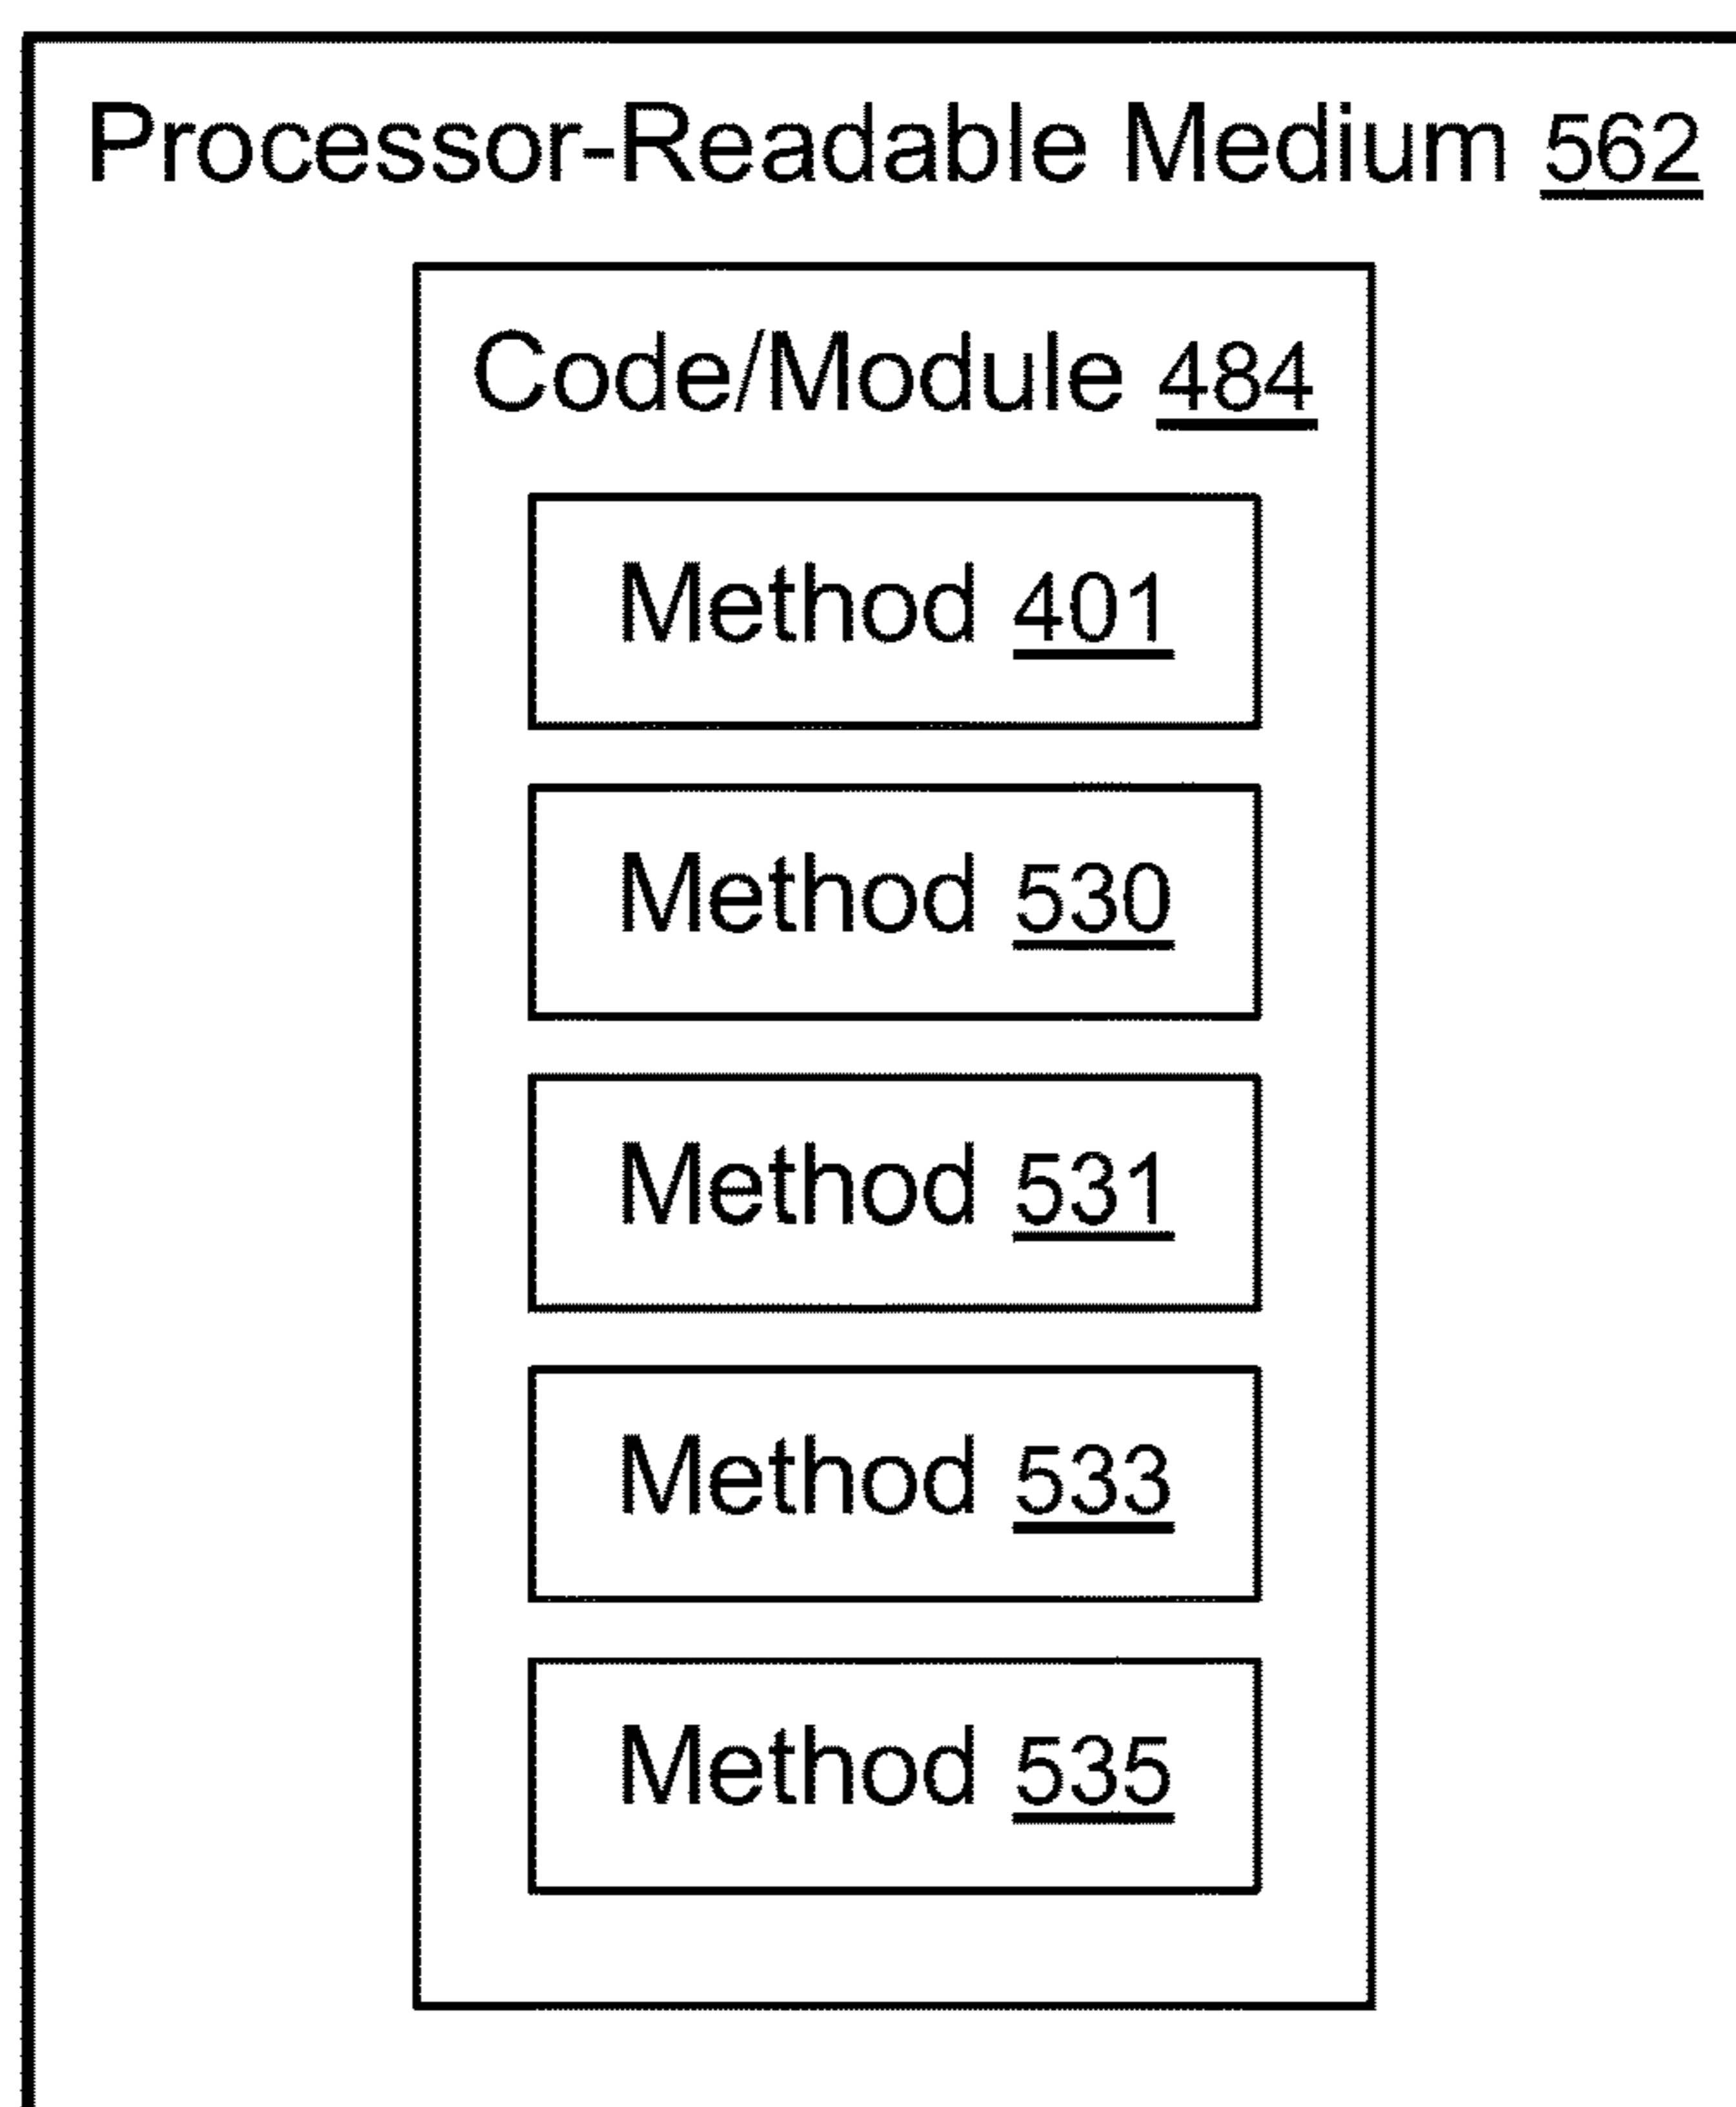 Processor-Readable Medium 562
Code/Module 484
Method 401
Method 530
Method 531
Method 533
Method 535